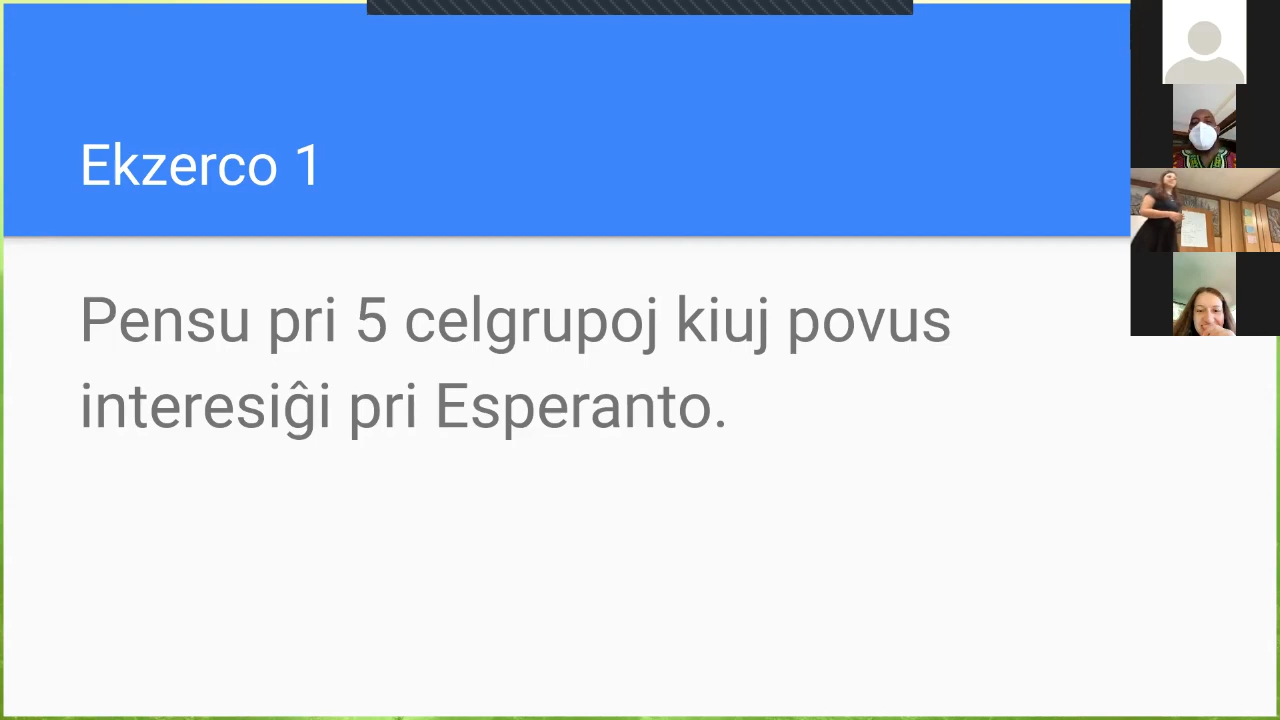 Ekzerco 1
Pensu pri 5 celgrupoj kiuj povus
interesiĝi pri Esperanto.